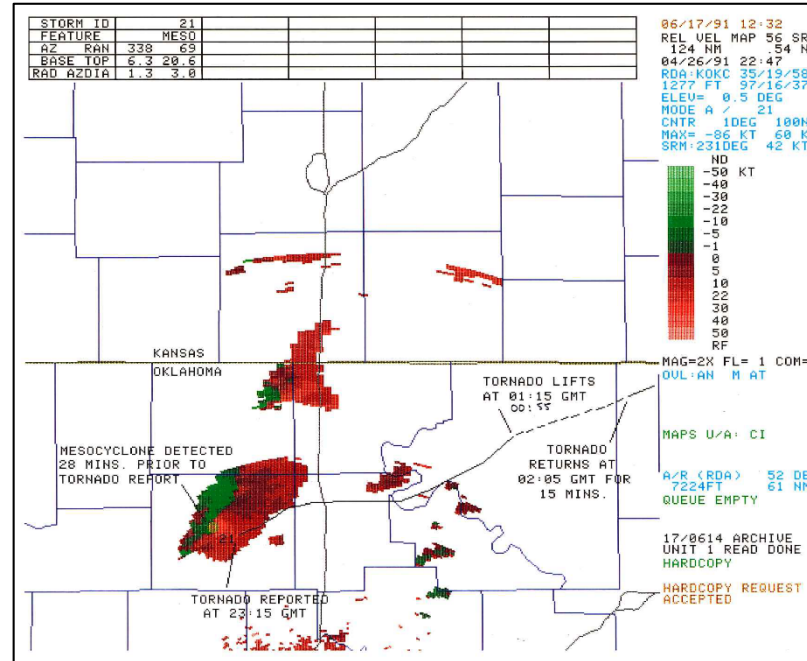 STORM ID 21
FEATURE MESO
AZ RAN 338 69
BASE TOP 6.3 20.6
RAD AZDIA 1.3 3.0
06/17/91 12:32
REL VEL MAP 56 SR
124 NM .54 N
04/26/91 22:47
RDA:KOKC 35/19/58
1277 FT 97/16/37
ELEV= 0.5 DEG
MODE A / 21
CNTR 1DEG 100N
MAX= -86 KT 60 K
SRM:231DEG 42 KT
ND
-50 KT
-40
-30
-22
-10
-5
-1
0
5
10
22
30
40
50
RF
MAG=2X FL= 1 COM=
OVL:AN M AT
MAPS U/A: CI
A/R (RDA) 52 DE
7224FT 61 NM
QUEUE EMPTY
17/0614 ARCHIVE
UNIT 1 READ DONE
HARDCOPY
HARDCOPY REQUEST
ACCEPTED
KANSAS
OKLAHOMA
TORNADO LIFTS
AT 01:15 GMT
00:55
MESOCYCLONE DETECTED
28 MINS. PRIOR TO
TORNADO REPORT
TORNADO
RETURNS AT
02:05 GMT FOR
15 MINS.
21
TORNADO REPORTED
AT 23:15 GMT